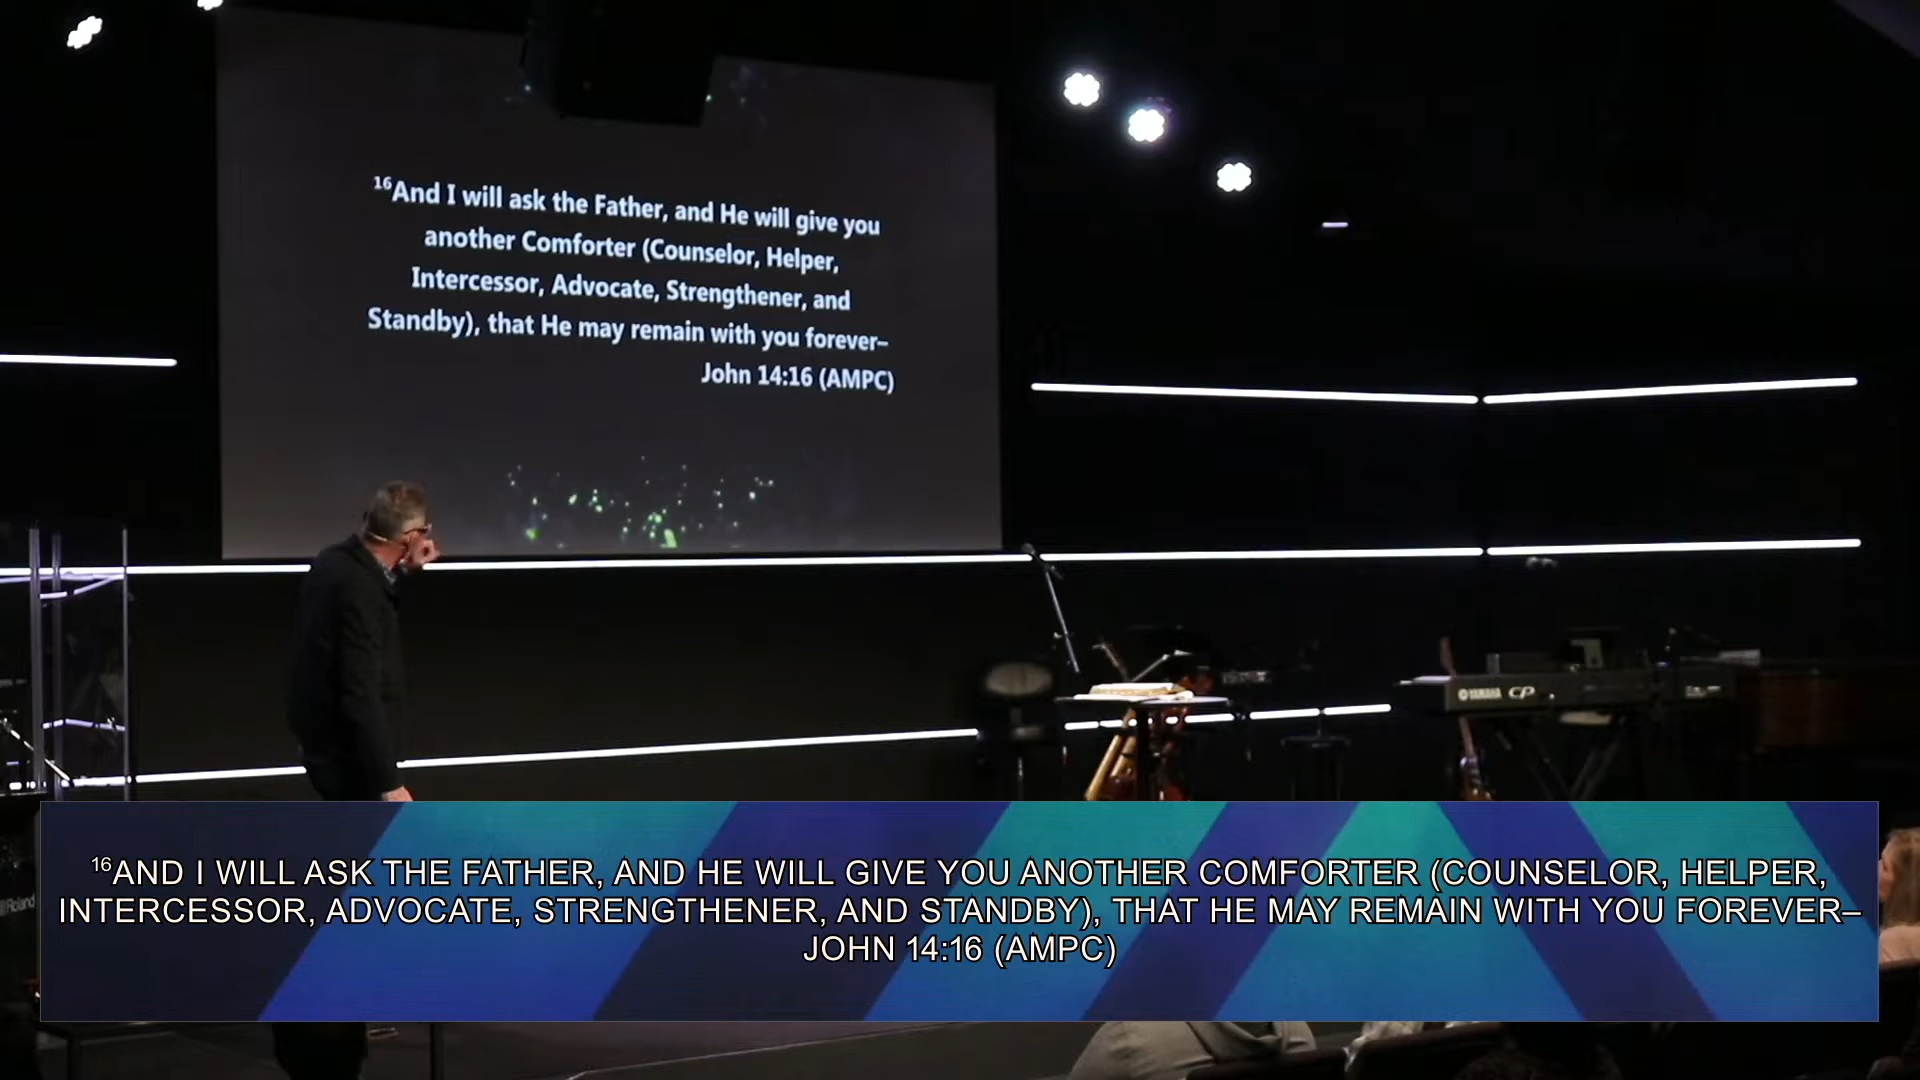 ¹⁶And I will ask the Father, and He will give you
another Comforter (Counselor, Helper,
Intercessor, Advocate, Strengthener, and
Standby), that He may remain with you forever–
John 14:16 (AMPC)
YAMAHA CP
Roland
¹⁶AND I WILL ASK THE FATHER, AND HE WILL GIVE YOU ANOTHER COMFORTER (COUNSELOR, HELPER,
INTERCESSOR, ADVOCATE, STRENGTHENER, AND STANDBY), THAT HE MAY REMAIN WITH YOU FOREVER–
JOHN 14:16 (AMPC)